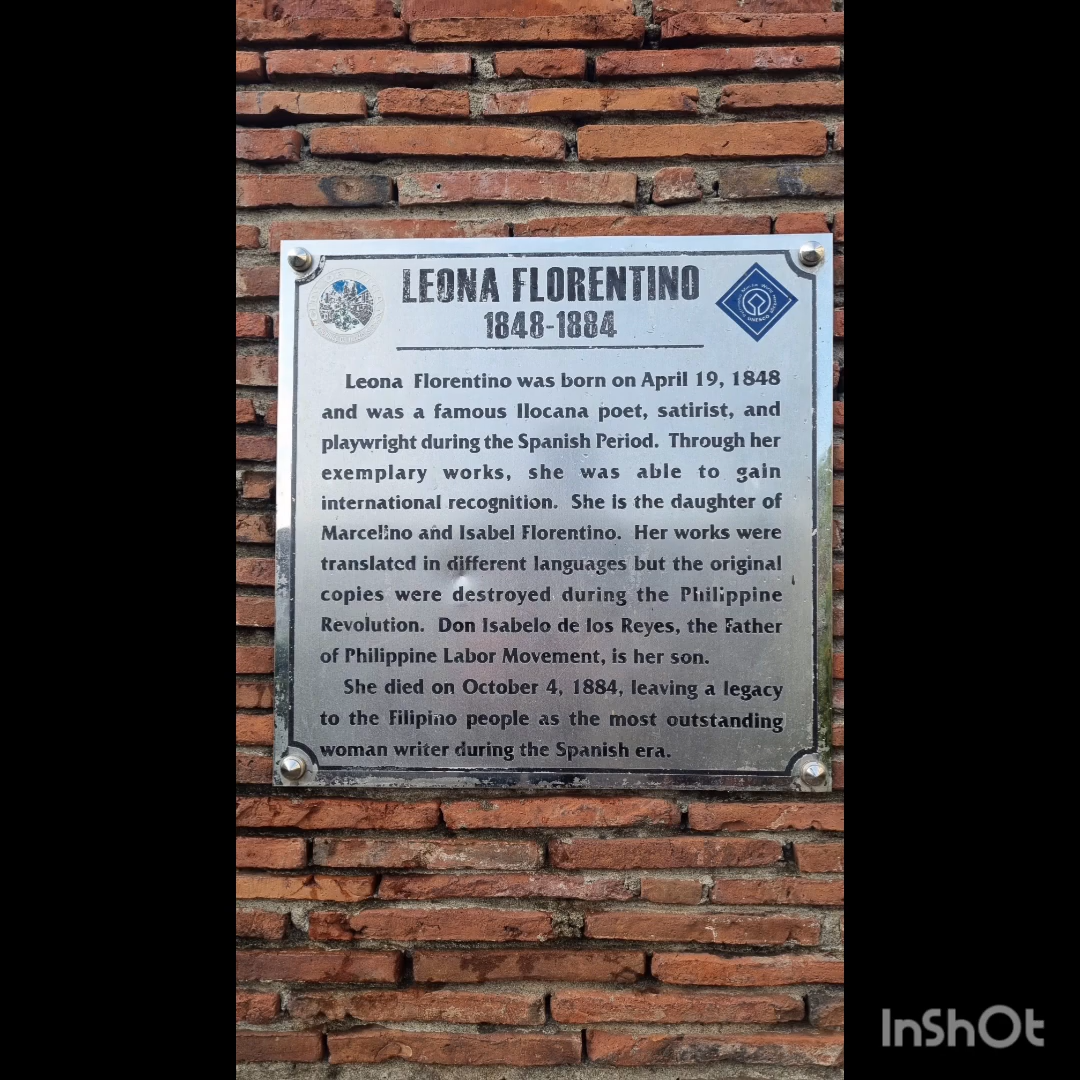 LEONA FLORENTINO
1848-1884
Leona Florentino was born on April 19, 1848
and was a famous Ilocana poet, satirist, and
playwright during the Spanish Period. Through her
exemplary works, she was able to gain
international recognition. She is the daughter of
Marcelino and Isabel Florentino. Her works were
translated in different languages but the original
copies were destroyed during the Philippine
Revolution. Don Isabelo de los Reyes, the Father
of Philippine Labor Movement, is her son.
She died on October 4, 1884, leaving a legacy
to the Filipino people as the most outstanding
woman writer during the Spanish era.
UNESCO
InShOt